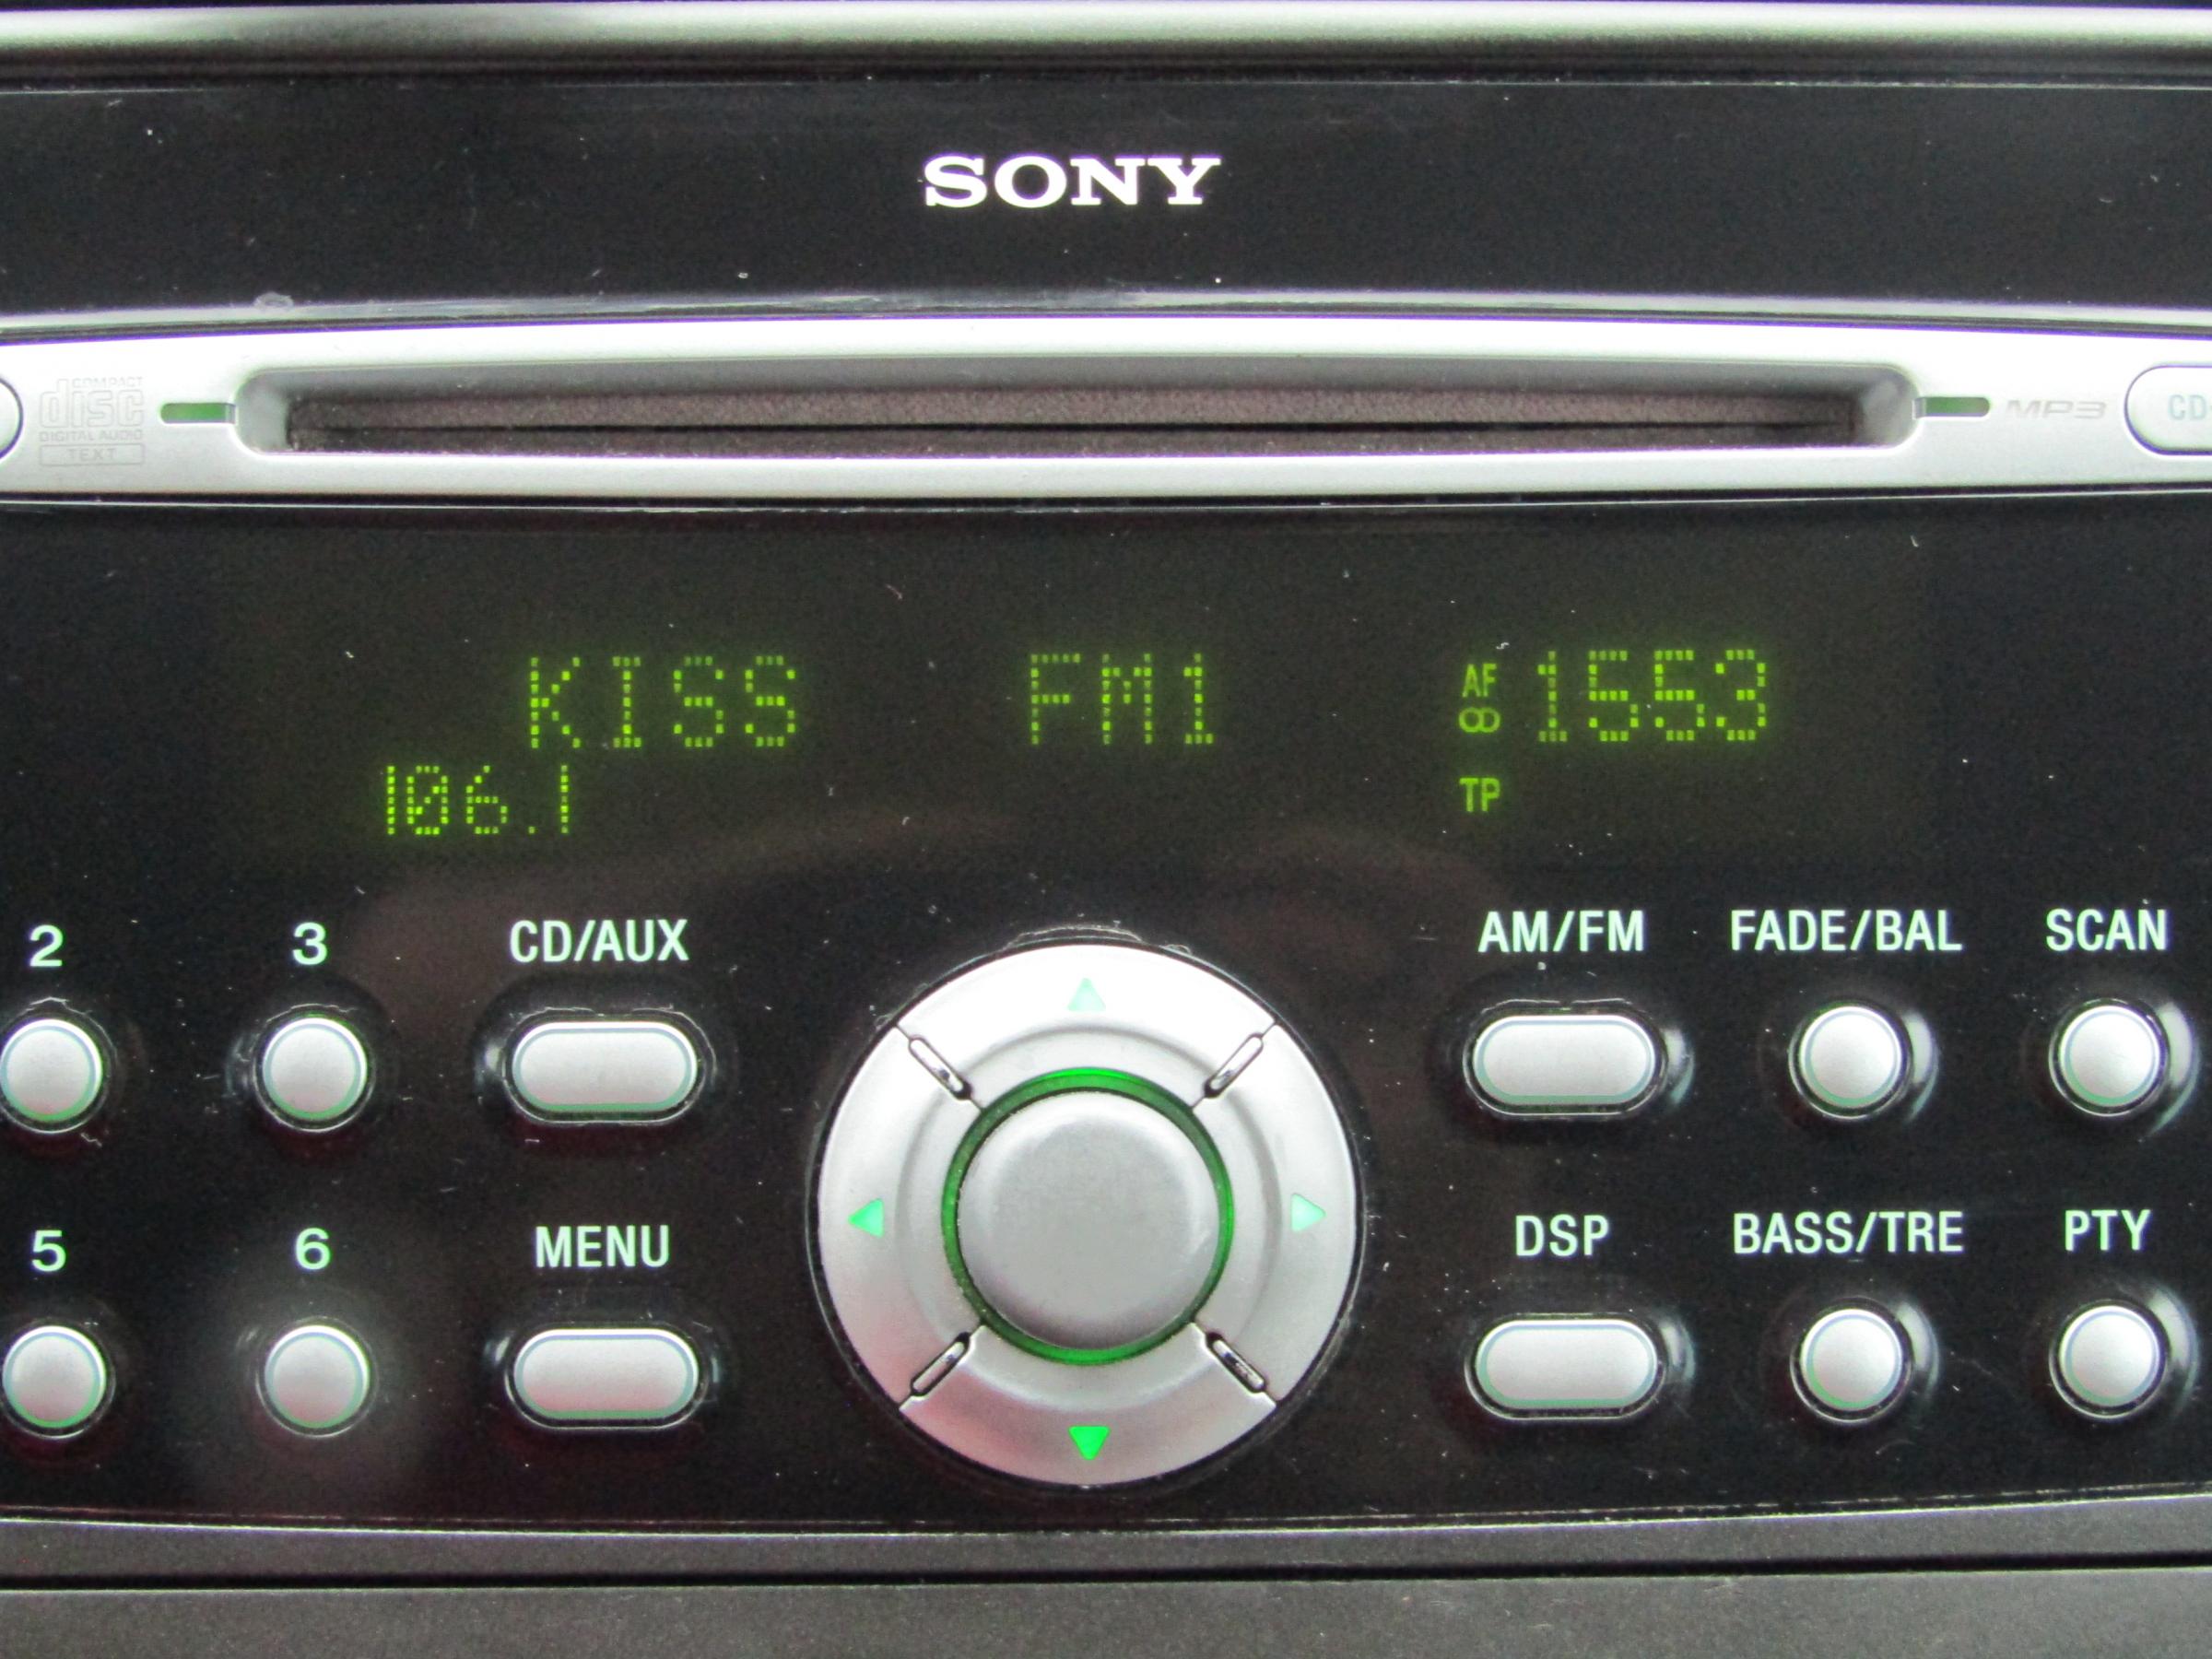 SONY
COMPACT
disc
DIGITAL AUDIO
TEXT
MP3
CD
KISS FM1 AF 1553
106.1 TP
2 3 CD/AUX AM/FM FADE/BAL SCAN
5 6 MENU DSP BASS/TRE PTY